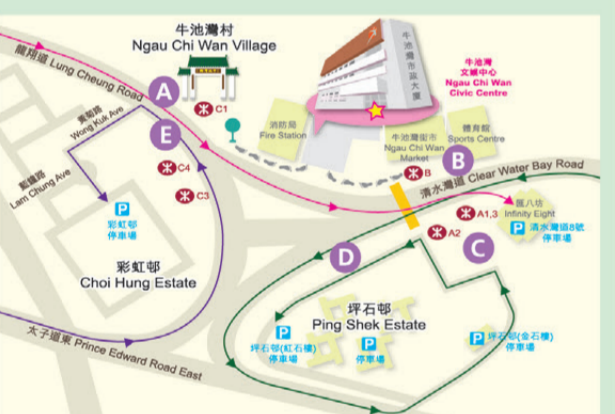 牛池灣村
Ngau Chi Wan Village
龍翔道 Lung Cheung Road
A
C1
牛池灣市政大廈
牛池灣
文娛中心
Ngau Chi Wan
Civic Centre
消防局
Fire Station
牛池灣街市
Ngau Chi Wan
Market
體育館
Sports Centre
B
B
清水灣道 Clear Water Bay Road
E
Wong Kuk Ave
Lam Chung Ave
C4
C3
P
彩虹邨
停車場
彩虹邨
Choi Hung Estate
匯八坊
Infinity Eight
P 清水灣道8號
停車場
A1,3
A2
C
D
坪石邨
Ping Shek Estate
P
坪石邨(紅石樓)
停車場
P
停車場
P
坪石邨(金石樓)
停車場
太子道東 Prince Edward Road East